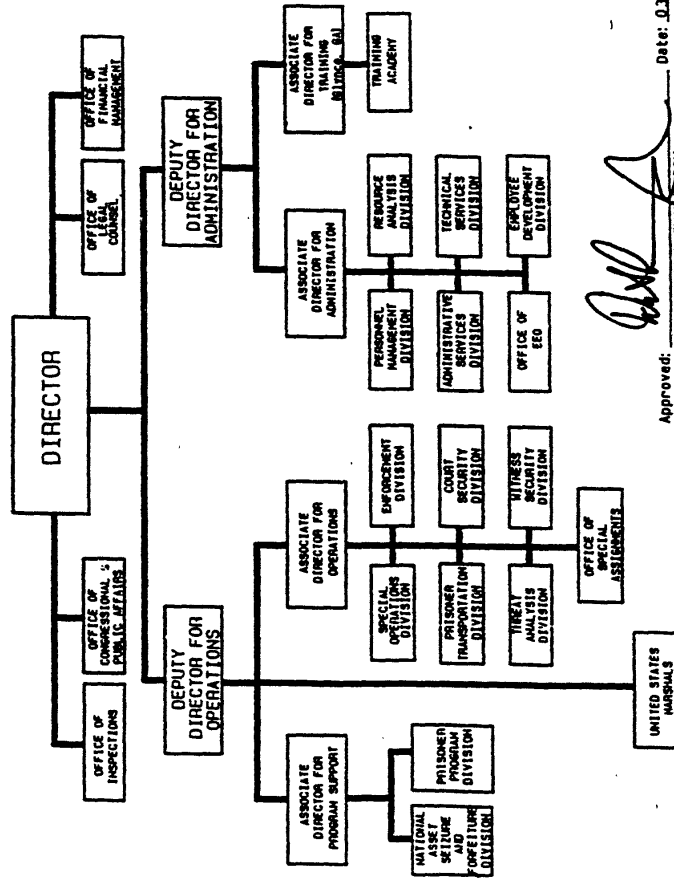 DIRECTOR
OFFICE OF
INSPECTIONS
OFFICE OF
CONGRESSIONAL &
PUBLIC AFFAIRS
OFFICE OF
LEGAL
COUNSEL
OFFICE OF
FINANCIAL
MANAGEMENT
DEPUTY
DIRECTOR FOR
OPERATIONS
DEPUTY
DIRECTOR FOR
ADMINISTRATION
ASSOCIATE
DIRECTOR FOR
PROGRAM SUPPORT
ASSOCIATE
DIRECTOR FOR
OPERATIONS
ASSOCIATE
DIRECTOR FOR
ADMINISTRATION
ASSOCIATE
DIRECTOR FOR
TRAINING
(Glynco, GA)
NATIONAL
ASSET
SEIZURE
AND
FORFEITURE
DIVISION
PRISONER
PROGRAM
DIVISION
SPECIAL
OPERATIONS
DIVISION
ENFORCEMENT
DIVISION
PRISONER
TRANSPORTATION
DIVISION
COURT
SECURITY
DIVISION
THREAT
ANALYSIS
DIVISION
WITNESS
SECURITY
DIVISION
OFFICE OF
SPECIAL
ASSIGNMENTS
PERSONNEL
MANAGEMENT
DIVISION
RESOURCE
ANALYSIS
DIVISION
ADMINISTRATIVE
SERVICES
DIVISION
TECHNICAL
SERVICES
DIVISION
OFFICE OF
EEO
EMPLOYEE
DEVELOPMENT
DIVISION
TRAINING
ACADEMY
UNITED STATES
MARSHALS
Approved: Date: 03